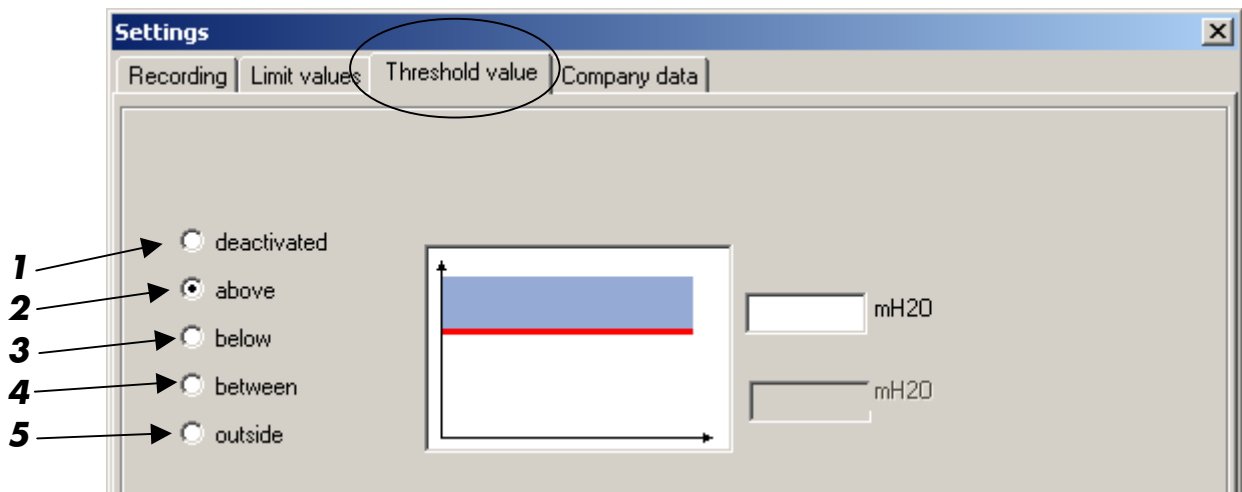 Settings
Recording Limit values Threshold value Company data
1 deactivated
2 above
3 below
4 between
5 outside
mH2O
mH2O